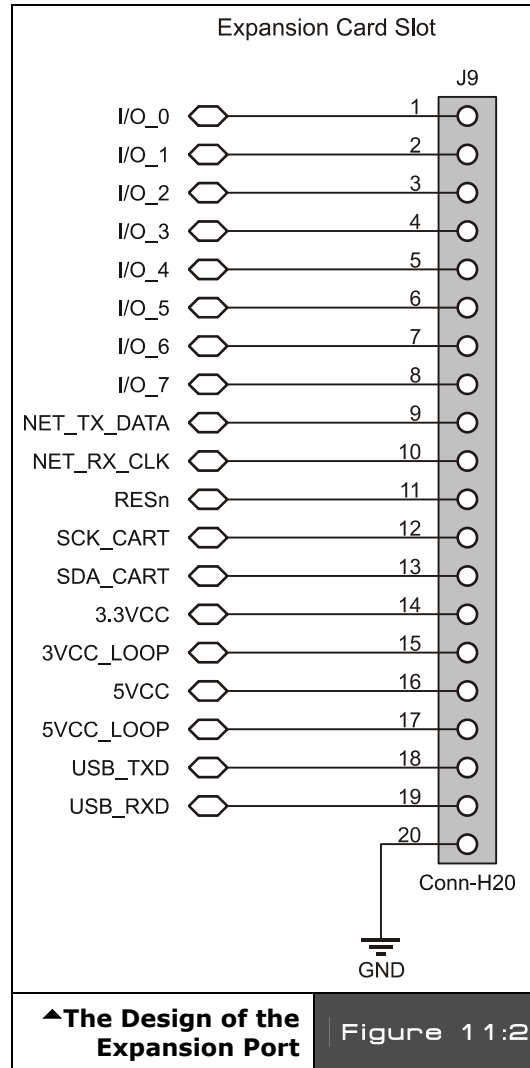 Expansion Card Slot
J9
I/O_0 1
I/O_1 2
I/O_2 3
I/O_3 4
I/O_4 5
I/O_5 6
I/O_6 7
I/O_7 8
NET_TX_DATA 9
NET_RX_CLK 10
RESn 11
SCK_CART 12
SDA_CART 13
3.3VCC 14
3VCC_LOOP 15
5VCC 16
5VCC_LOOP 17
USB_TXD 18
USB_RXD 19
20
Conn-H20
GND
▲The Design of the
Expansion Port
Figure 11:2